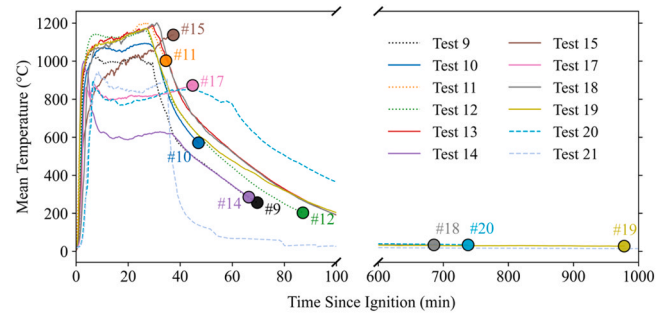 Mean Temperature (°C)
1200
1000
800
600
400
200
0
0 20 40 60 80 100
600 700 800 900 1000
Time Since Ignition (min)
#15
#11
#17
#10
#14
#9
#12
#18
#20
#19
Test 9
Test 10
Test 11
Test 12
Test 13
Test 14
Test 15
Test 17
Test 18
Test 19
Test 20
Test 21